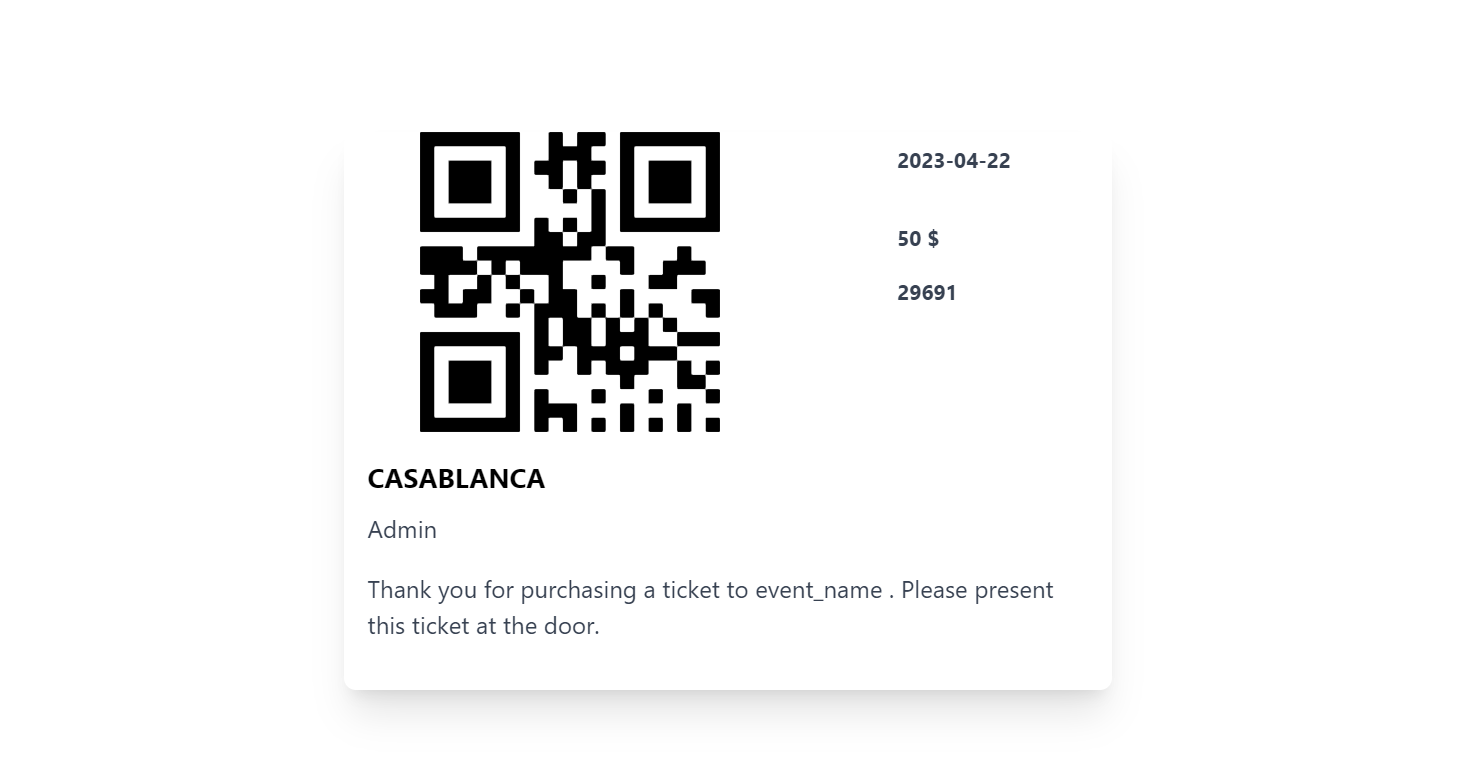 2023-04-22
50 $
29691
CASABLANCA
Admin
Thank you for purchasing a ticket to event_name . Please present
this ticket at the door.